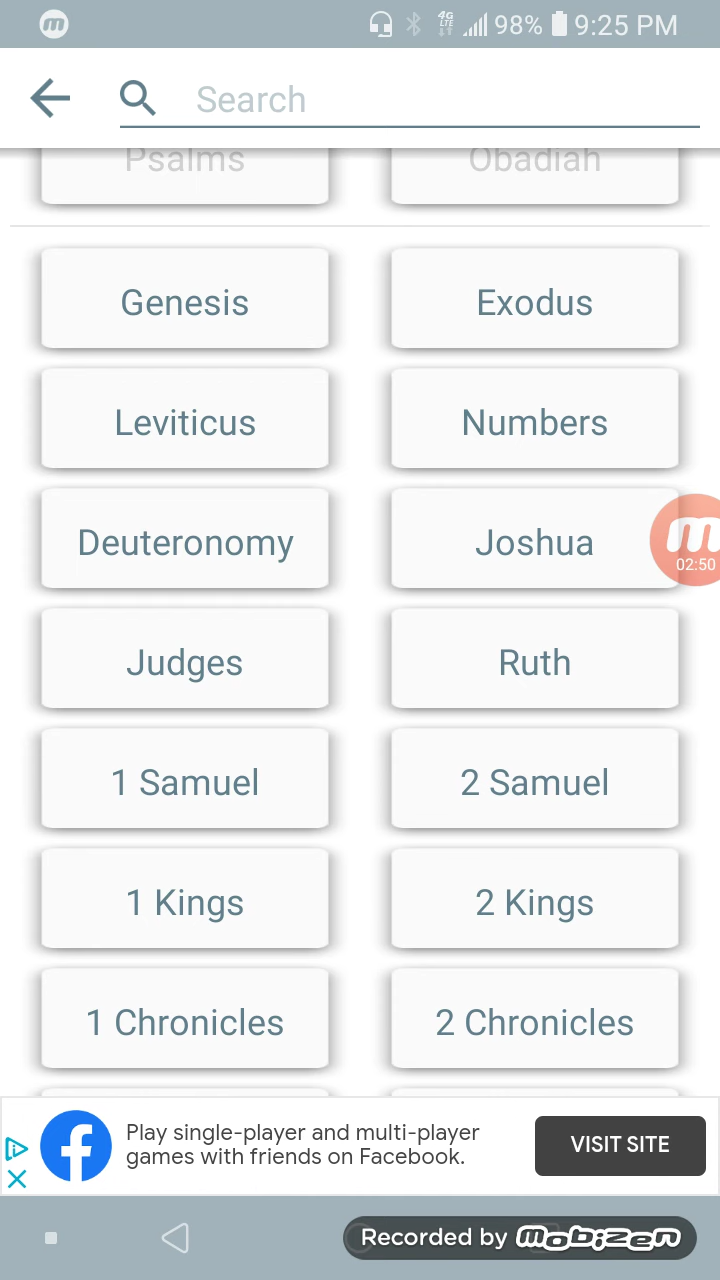 m 4G LTE 98% 9:25 PM
Search
Psalms Obadiah
Genesis Exodus
Leviticus Numbers
Deuteronomy Joshua
m
02:50
Judges Ruth
1 Samuel 2 Samuel
1 Kings 2 Kings
1 Chronicles 2 Chronicles
Play single-player and multi-player
games with friends on Facebook.
VISIT SITE
Recorded by mobizen